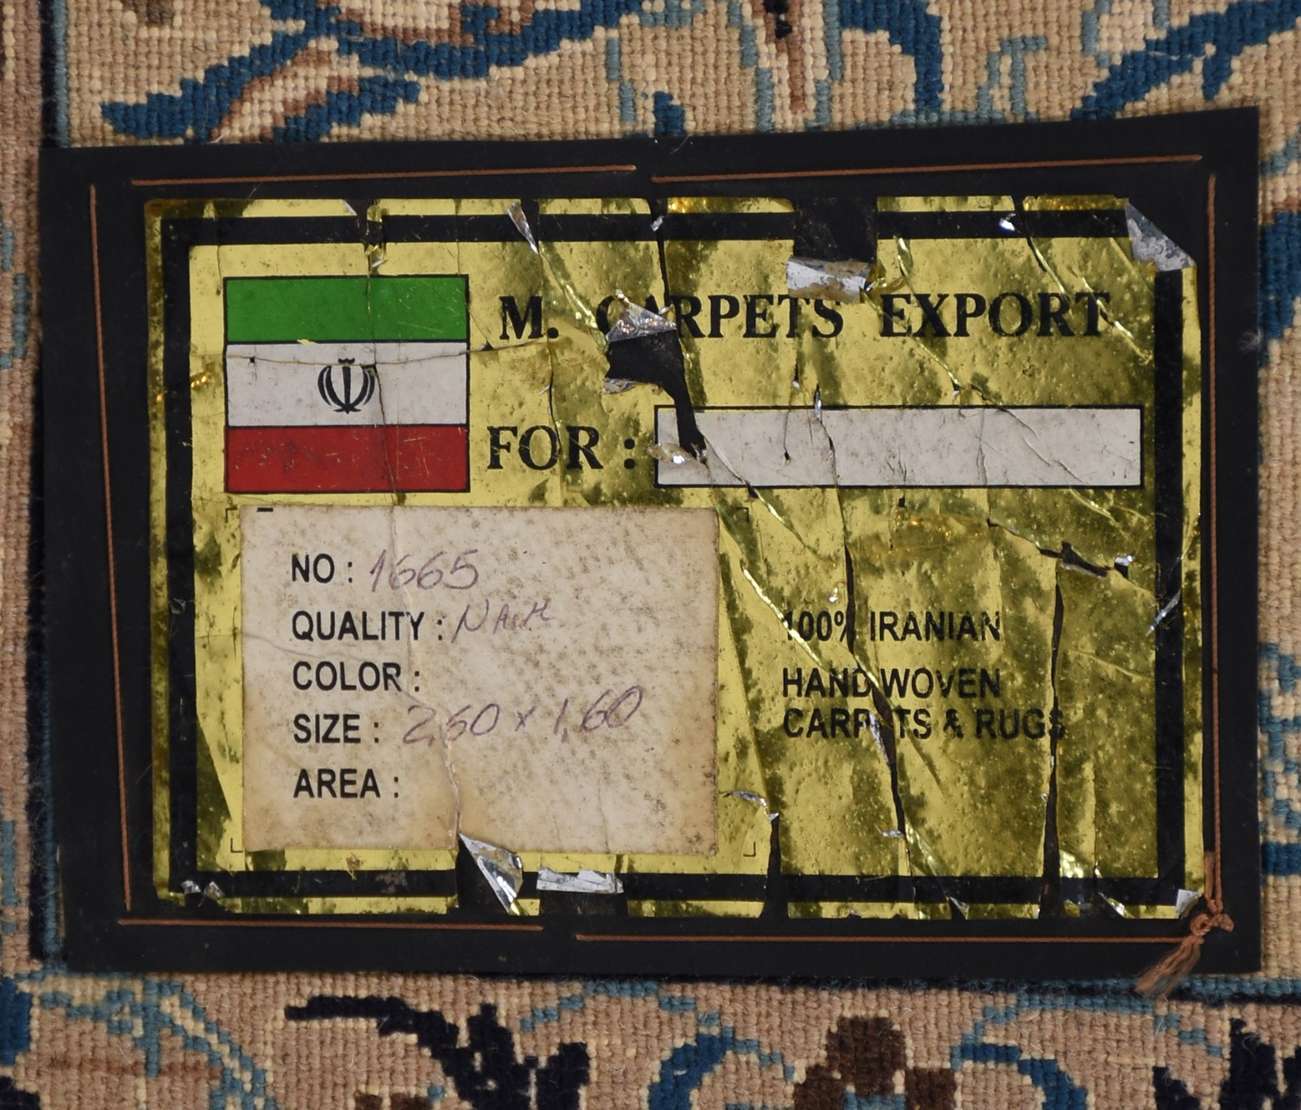 M. CARPETS EXPORT
FOR :
NO : 1665
QUALITY : NAIN
COLOR :
SIZE : 2,60 x 1,60
AREA :
100% IRANIAN
HAND WOVEN
CARPETS & RUGS